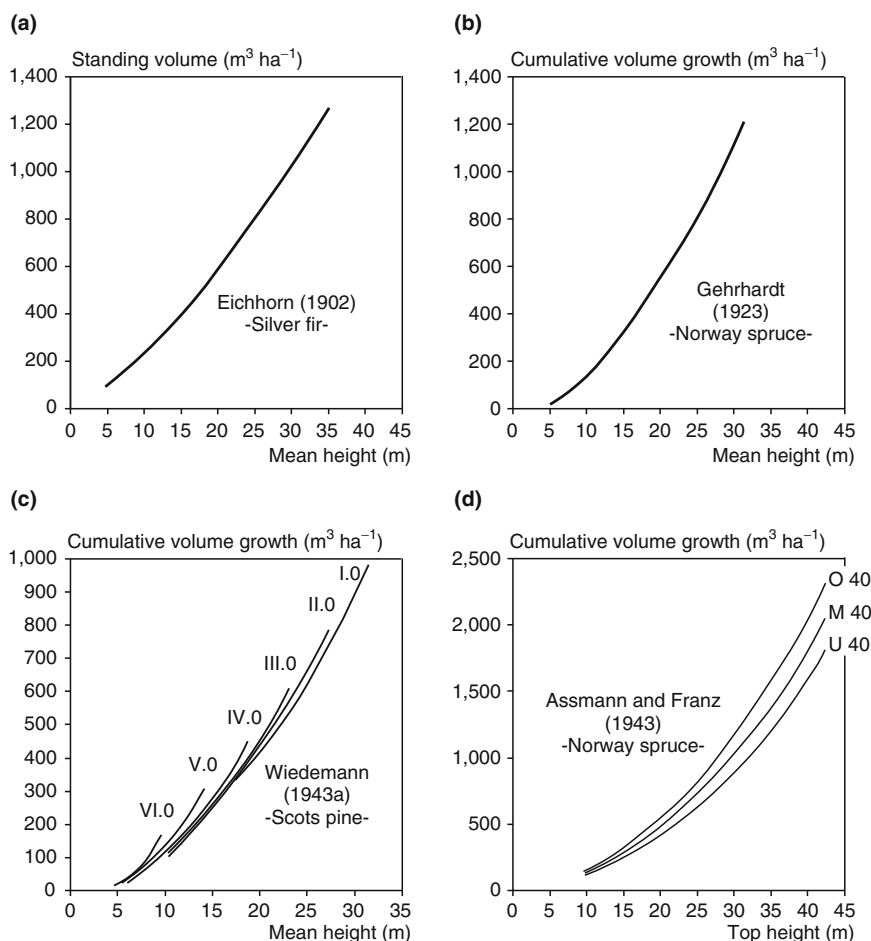 (a)
Standing volume (m³ ha⁻¹)
1,400
1,200
1,000
800
600
400
200
0
Eichhorn (1902)
-Silver fir-
0 5 10 15 20 25 30 35 40 45
Mean height (m)
(b)
Cumulative volume growth (m³ ha⁻¹)
1,400
1,200
1,000
800
600
400
200
0
Gehrhardt
(1923)
-Norway spruce-
0 5 10 15 20 25 30 35 40 45
Mean height (m)
(c)
Cumulative volume growth (m³ ha⁻¹)
1,000
900
800
700
600
500
400
300
200
100
0
I.0
II.0
III.0
IV.0
V.0
VI.0
Wiedemann
(1943a)
-Scots pine-
0 5 10 15 20 25 30 35
Mean height (m)
(d)
Cumulative volume growth (m³ ha⁻¹)
2,500
2,000
1,500
1,000
500
0
O 40
M 40
U 40
Assmann and Franz
(1943)
-Norway spruce-
0 5 10 15 20 25 30 35 40 45
Top height (m)